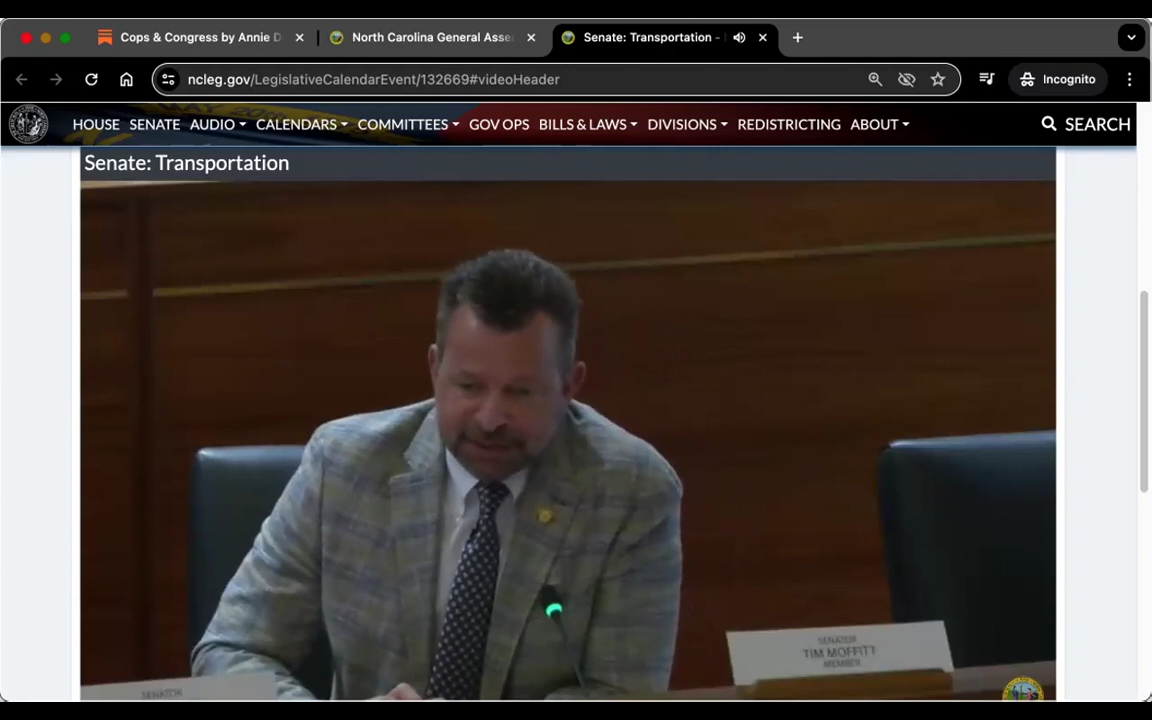 Cops & Congress by Annie D
North Carolina General Asse
Senate: Transportation -
ncleg.gov/LegislativeCalendarEvent/132669#videoHeader
Incognito
HOUSE SENATE AUDIO CALENDARS COMMITTEES GOV OPS BILLS & LAWS DIVISIONS REDISTRICTING ABOUT SEARCH
Senate: Transportation
SENATOR
TIM MOFFITT
MEMBER
SENATOR